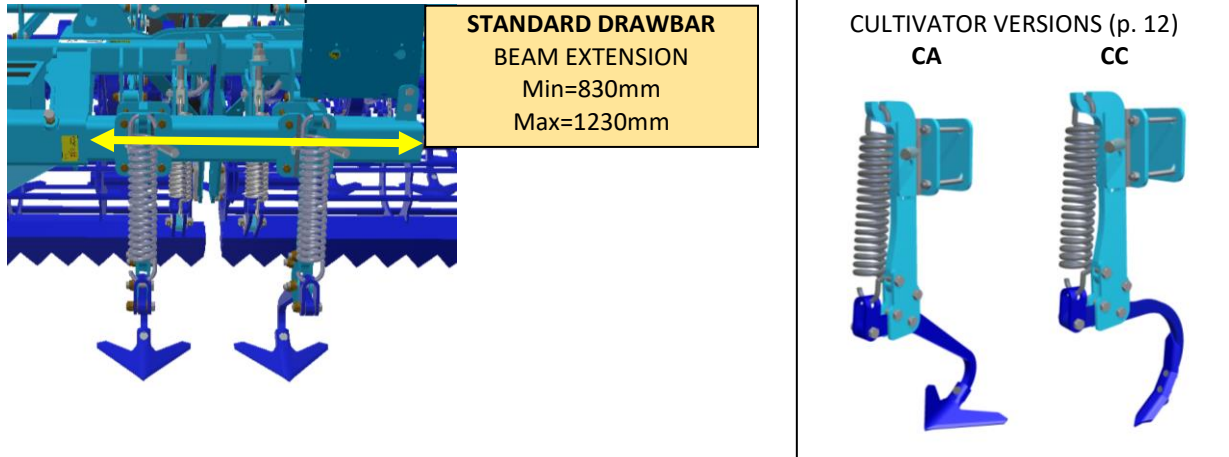 STANDARD DRAWBAR
BEAM EXTENSION
Min=830mm
Max=1230mm
CULTIVATOR VERSIONS (p. 12)
CA CC